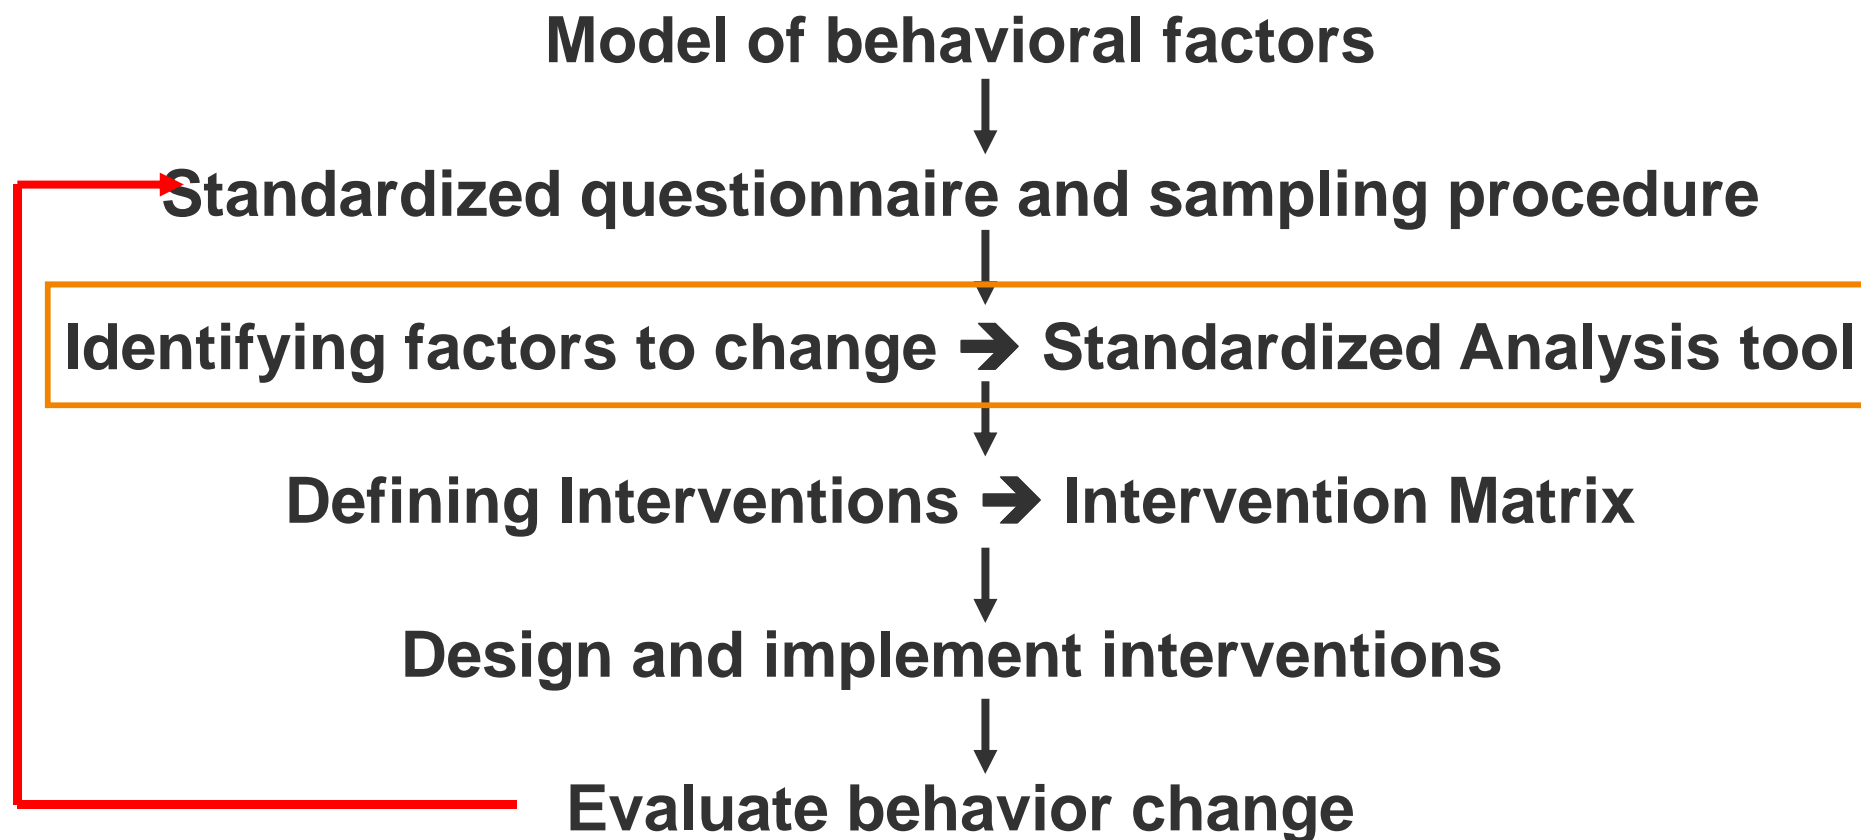 Model of behavioral factors
Standardized questionnaire and sampling procedure
Identifying factors to change ➔ Standardized Analysis tool
Defining Interventions ➔ Intervention Matrix
Design and implement interventions
Evaluate behavior change